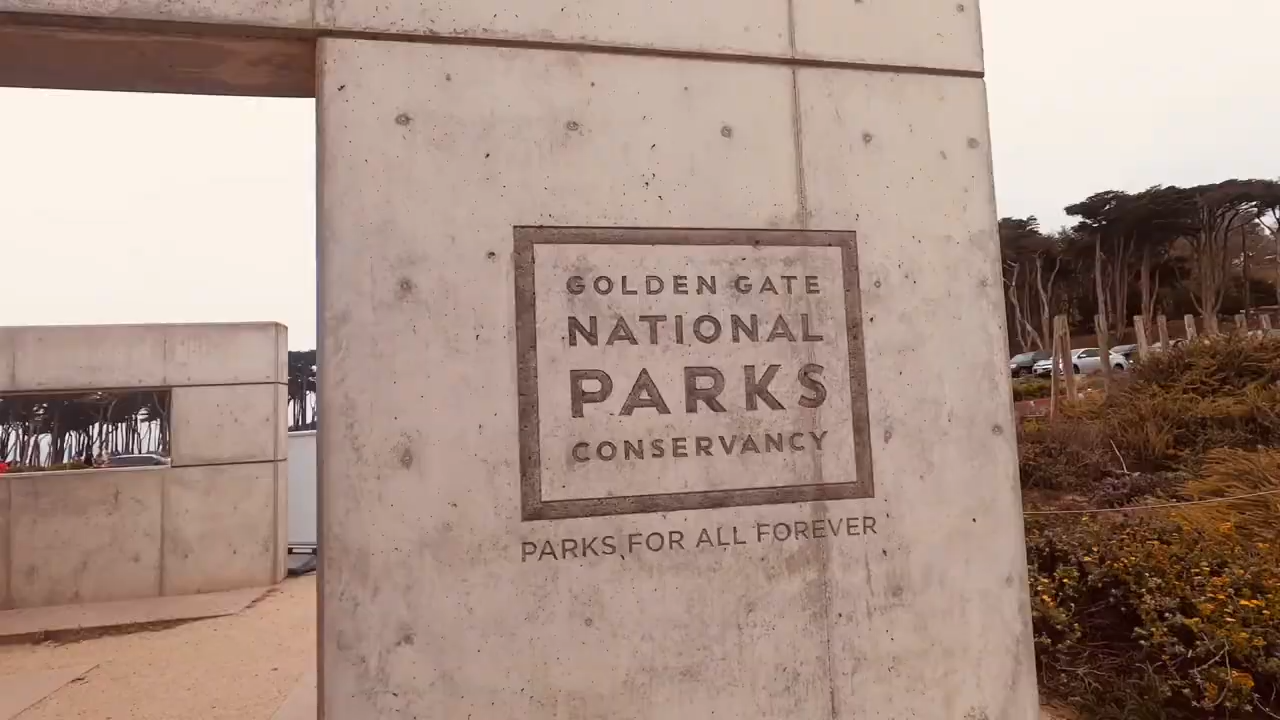 GOLDEN GATE
NATIONAL
PARKS
CONSERVANCY
PARKS FOR ALL FOREVER